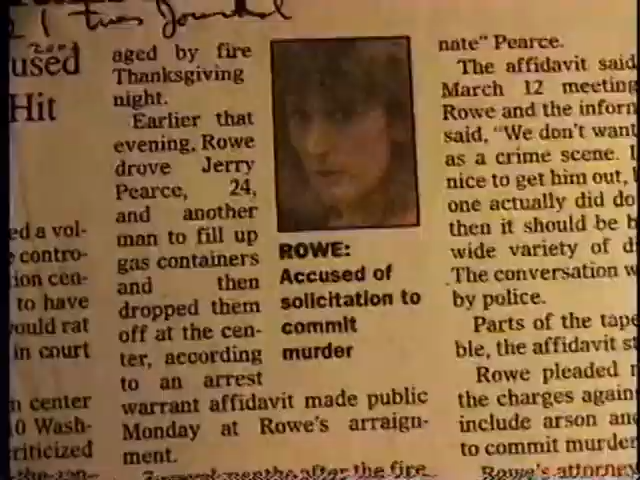 Journal
used
Hit
ed a vol-
contro-
ion cen-
to have
ould rat
in court
n center
0 Wash-
riticized
aged by fire
Thanksgiving
night.
Earlier that
evening, Rowe
drove Jerry
Pearce, 24,
and another
man to fill up
gas containers
and then
dropped them
off at the cen-
ter, according
to an arrest
warrant affidavit made public
Monday at Rowe's arraign-
ment.
months after the fire
ROWE:
Accused of
solicitation to
commit
murder
nate" Pearce.
The affidavit said
March 12 meeting
Rowe and the inform
said, "We don't want
as a crime scene. I
nice to get him out,
one actually did do
then it should be h
wide variety of d
The conversation w
by police.
Parts of the tape
ble, the affidavit st
Rowe pleaded n
the charges again
include arson an
to commit murder
Rowe's attorney